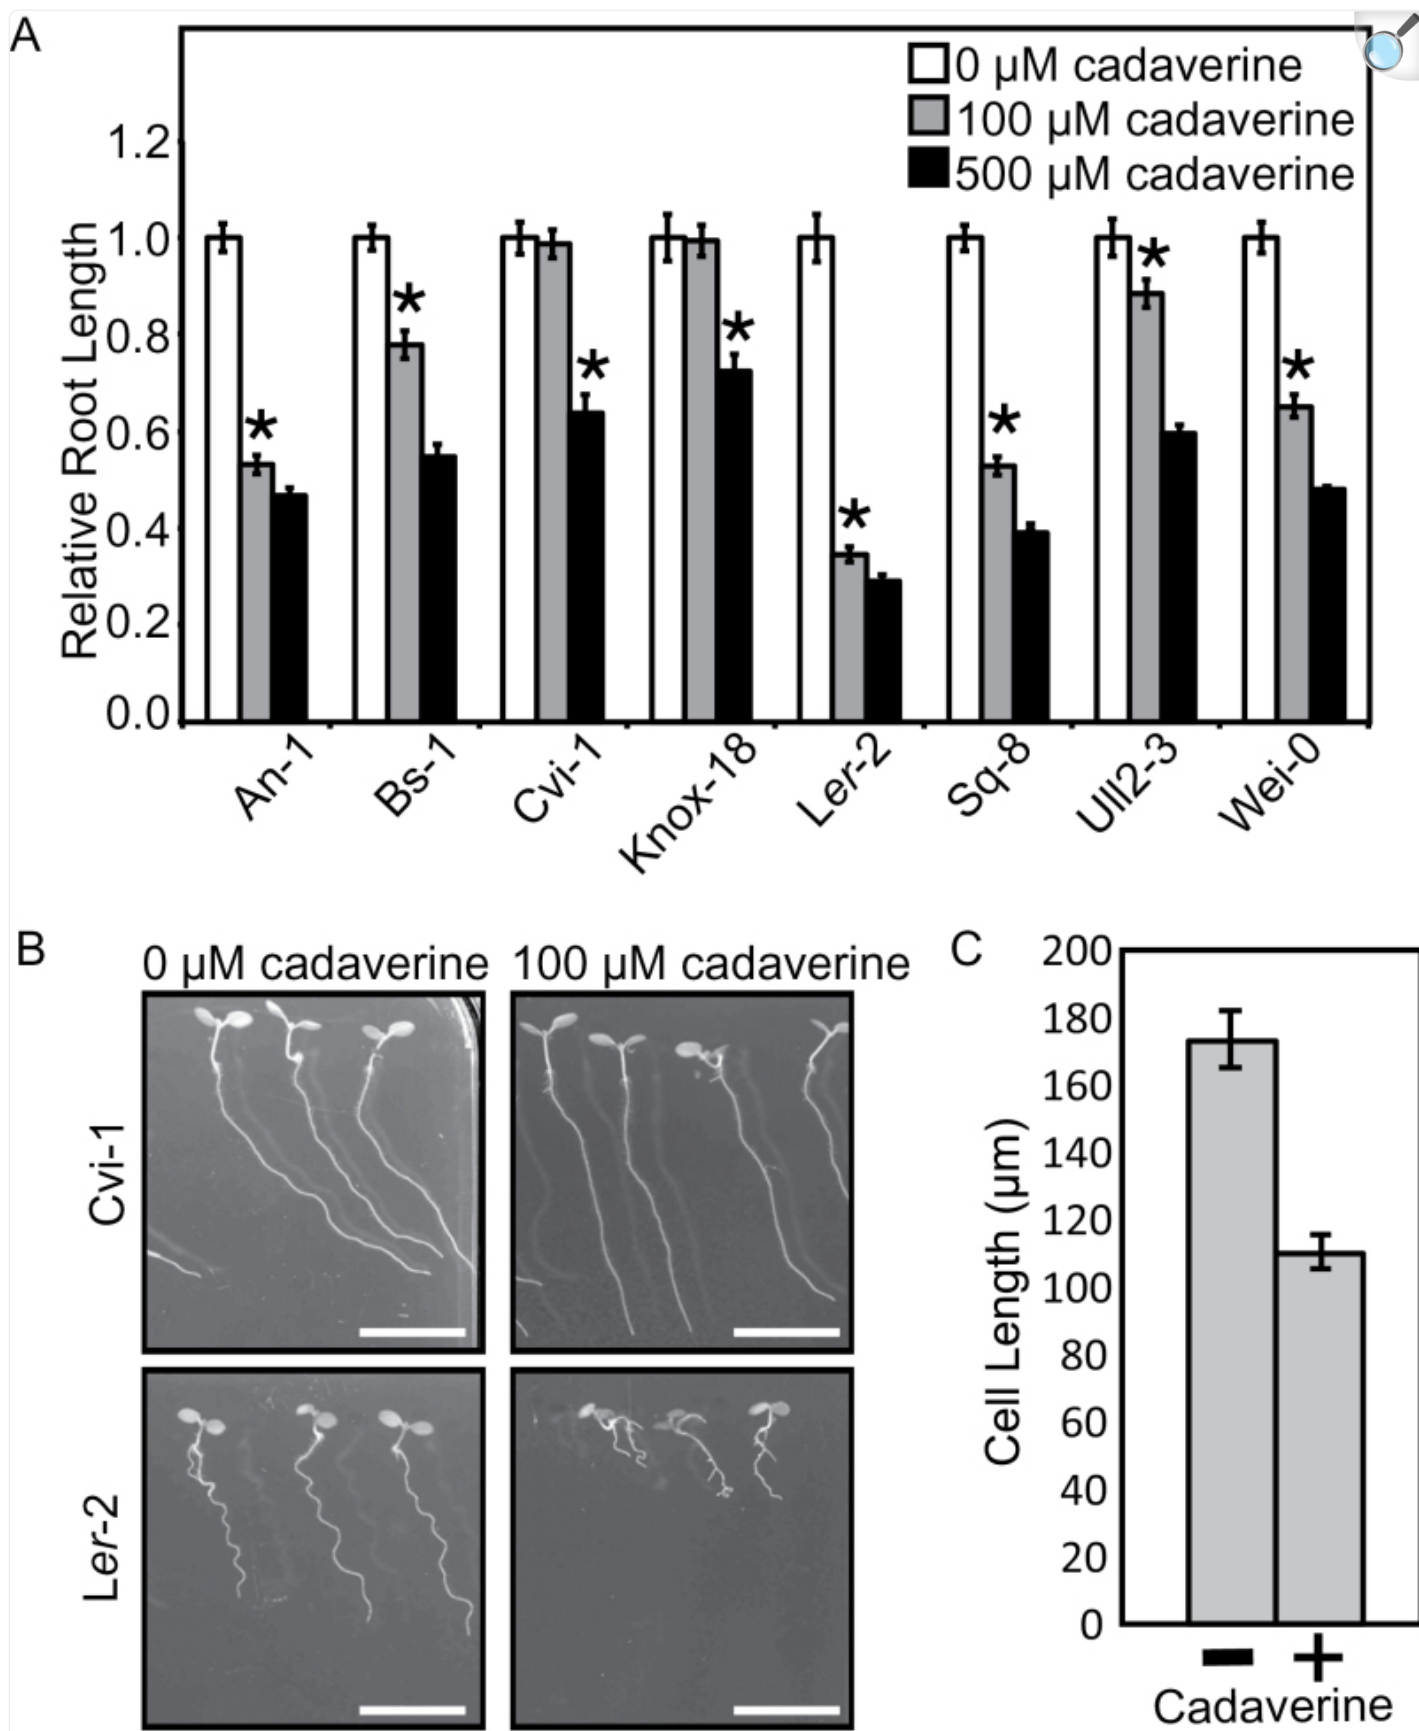 A
0 µM cadaverine
100 µM cadaverine
500 µM cadaverine
Relative Root Length
1.2
1.0
0.8
0.6
0.4
0.2
0.0
*
*
*
*
*
*
*
*
An-1
Bs-1
Cvi-1
Knox-18
Ler-2
Sq-8
Ull2-3
Wei-0
B
0 µM cadaverine
100 µM cadaverine
Cvi-1
Ler-2
C
Cell Length (µm)
200
180
160
140
120
100
80
60
40
20
0
− +
Cadaverine